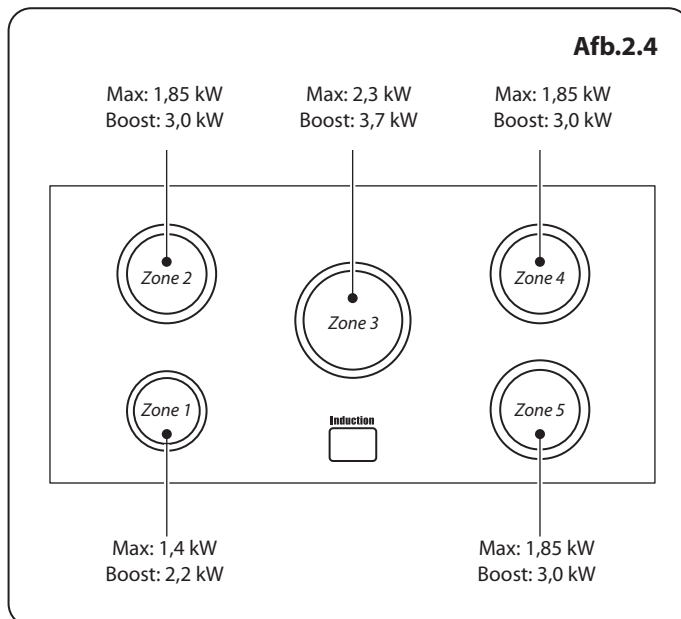 Afb.2.4
Max: 1,85 kW
Boost: 3,0 kW
Max: 2,3 kW
Boost: 3,7 kW
Max: 1,85 kW
Boost: 3,0 kW
Zone 2
Zone 3
Zone 4
Zone 1
Zone 5
Induction
Max: 1,4 kW
Boost: 2,2 kW
Max: 1,85 kW
Boost: 3,0 kW